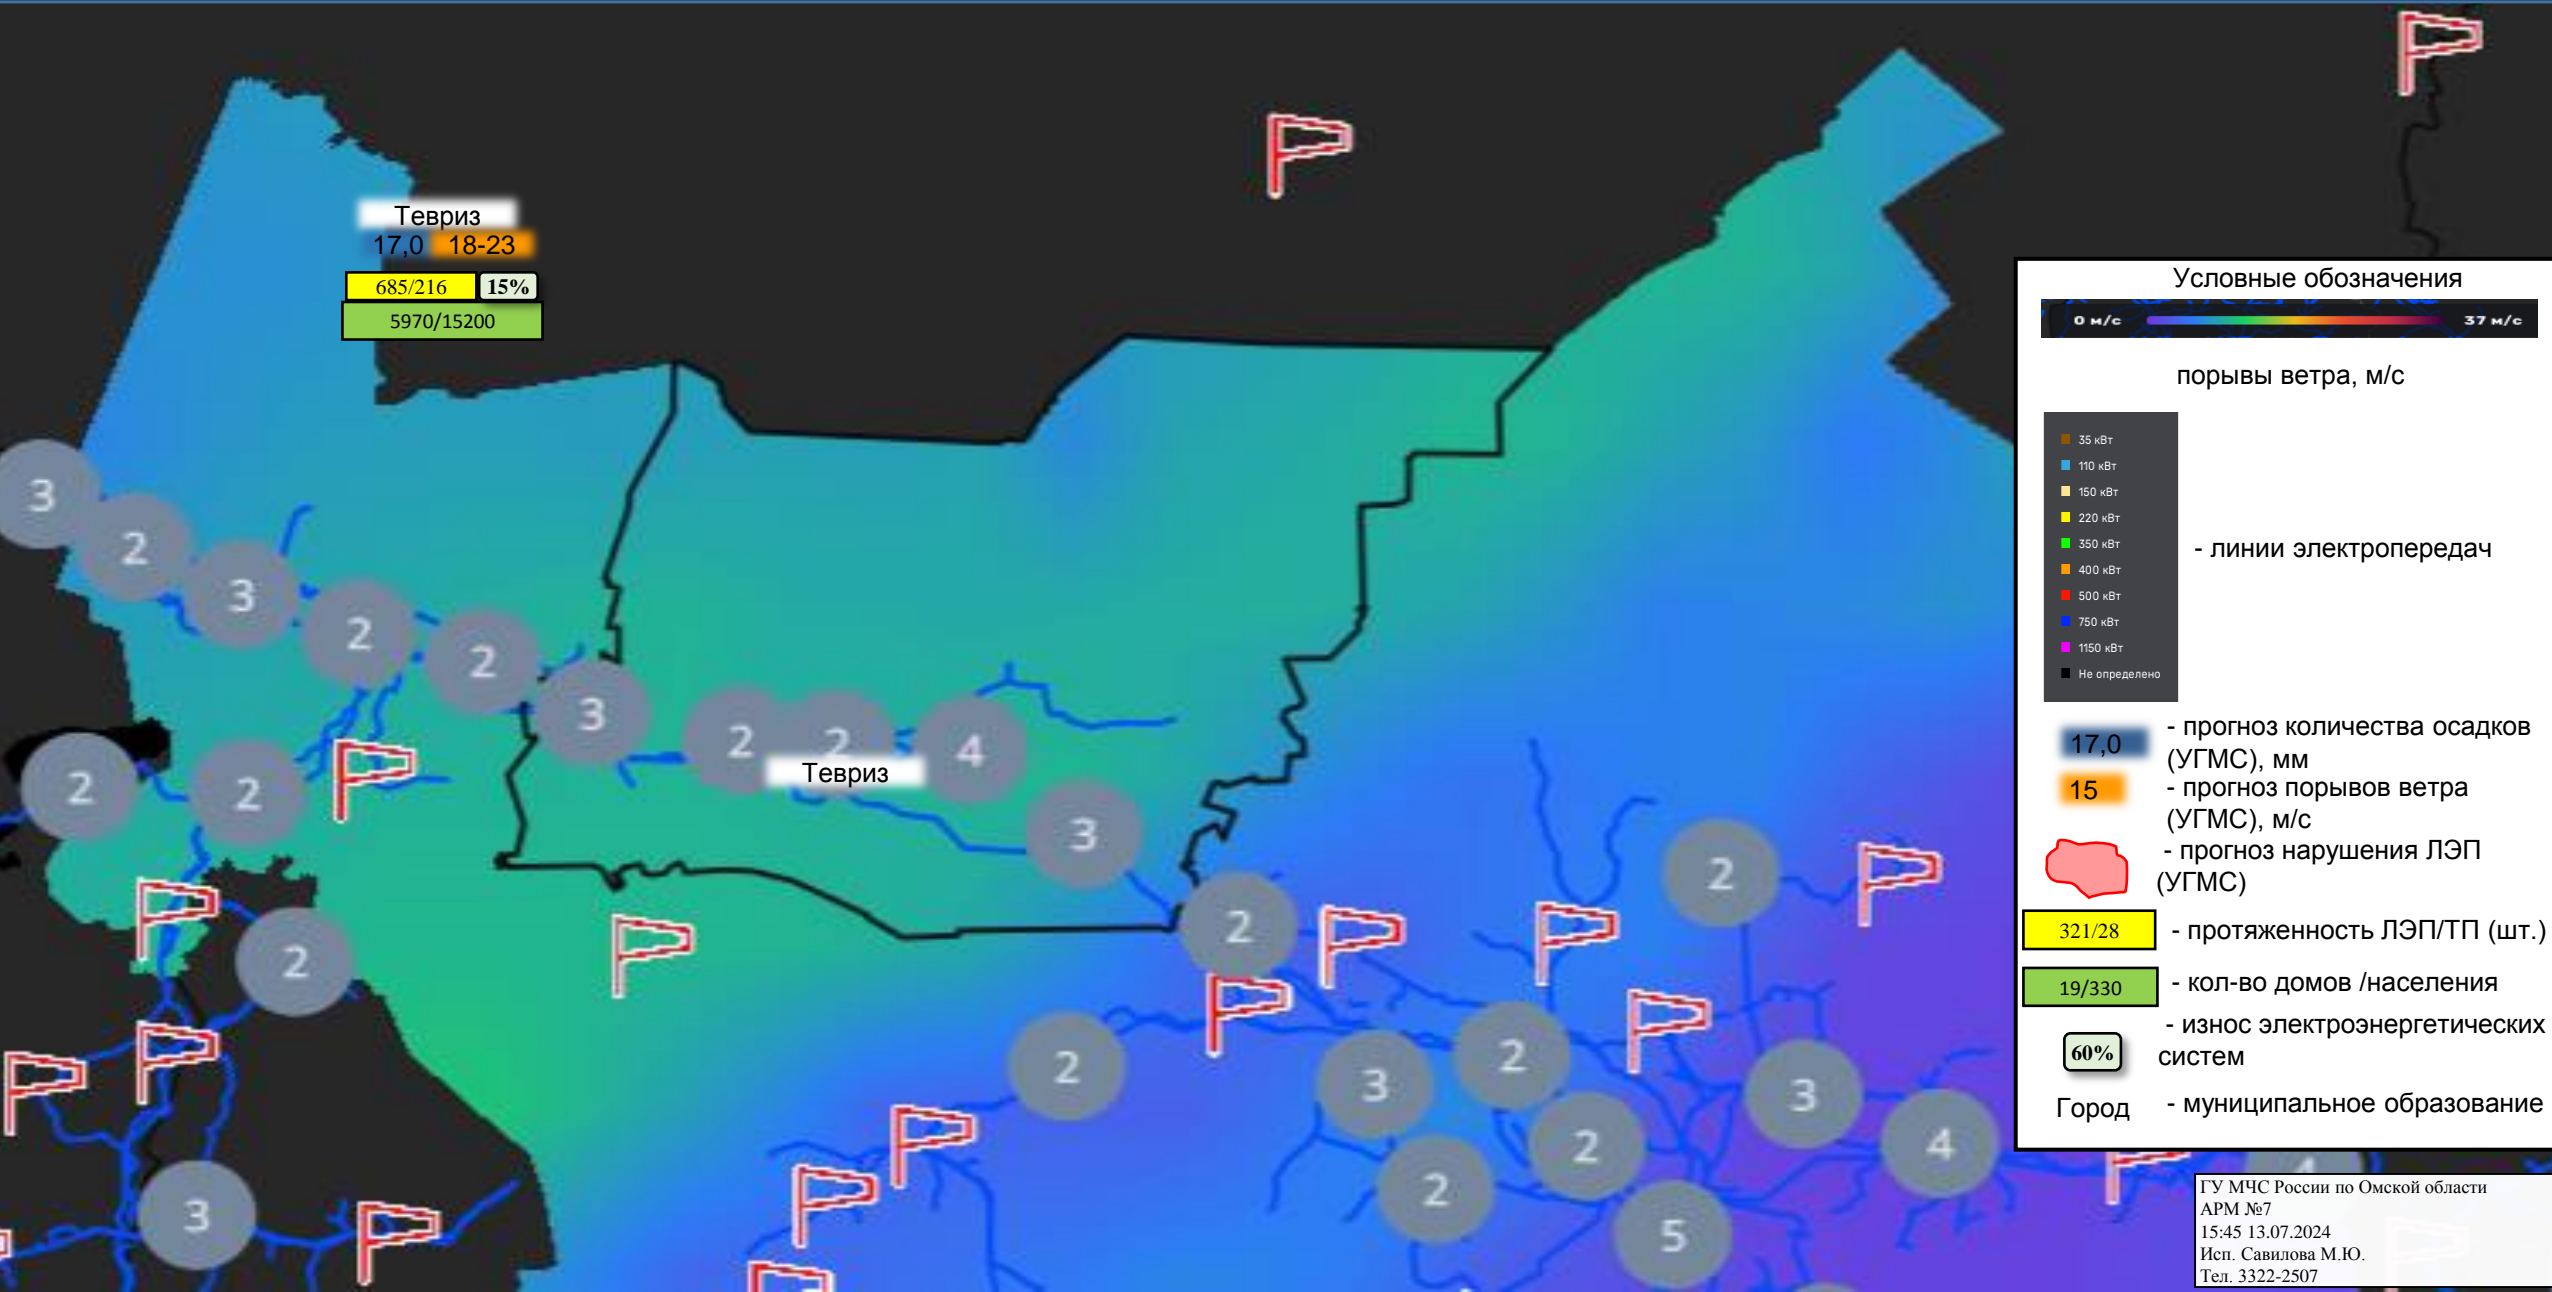 Тевриз
17,0 18-23
685/216 15%
5970/15200
3
2
3
2
2
3
2
2
4
Тевриз
3
2
2
2
2
2
2
3
2
3
2
4
2
5
3
Условные обозначения
0 м/с 37 м/с
порывы ветра, м/с
35 кВт
110 кВт
150 кВт
220 кВт
350 кВт
400 кВт
500 кВт
750 кВт
1150 кВт
Не определено
- линии электропередач
17,0 - прогноз количества осадков
(УГМС), мм
15 - прогноз порывов ветра
(УГМС), м/с
- прогноз нарушения ЛЭП
(УГМС)
321/28 - протяженность ЛЭП/ТП (шт.)
19/330 - кол-во домов /населения
60% - износ электроэнергетических
систем
Город - муниципальное образование
ГУ МЧС России по Омской области
АРМ №7
15:45 13.07.2024
Исп. Савилова М.Ю.
Тел. 3322-2507